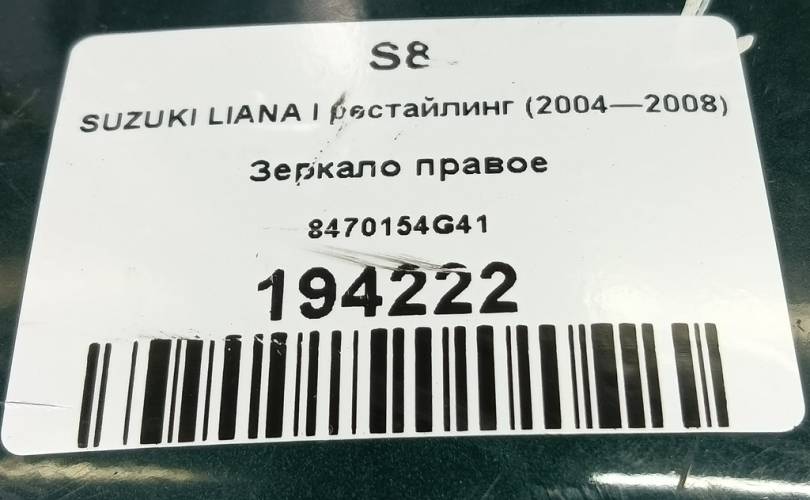 S8
SUZUKI LIANA I рестайлинг (2004—2008)
Зеркало правое
8470154G41
194222